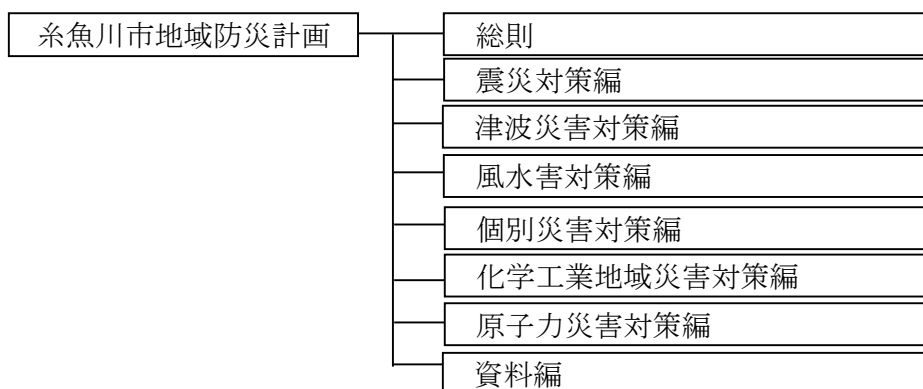 糸魚川市地域防災計画
総則
震災対策編
津波災害対策編
風水害対策編
個別災害対策編
化学工業地域災害対策編
原子力災害対策編
資料編